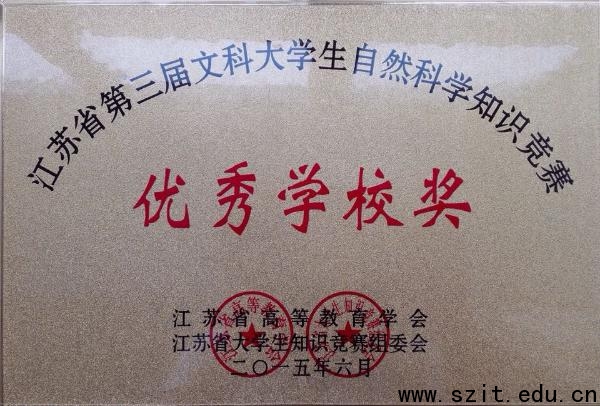 江苏省第三届文科大学生自然科学知识竞赛
优秀学校奖
江苏省高等教育学会
江苏省大学生知识竞赛组委会
二〇一五年六月
www.szit.edu.cn